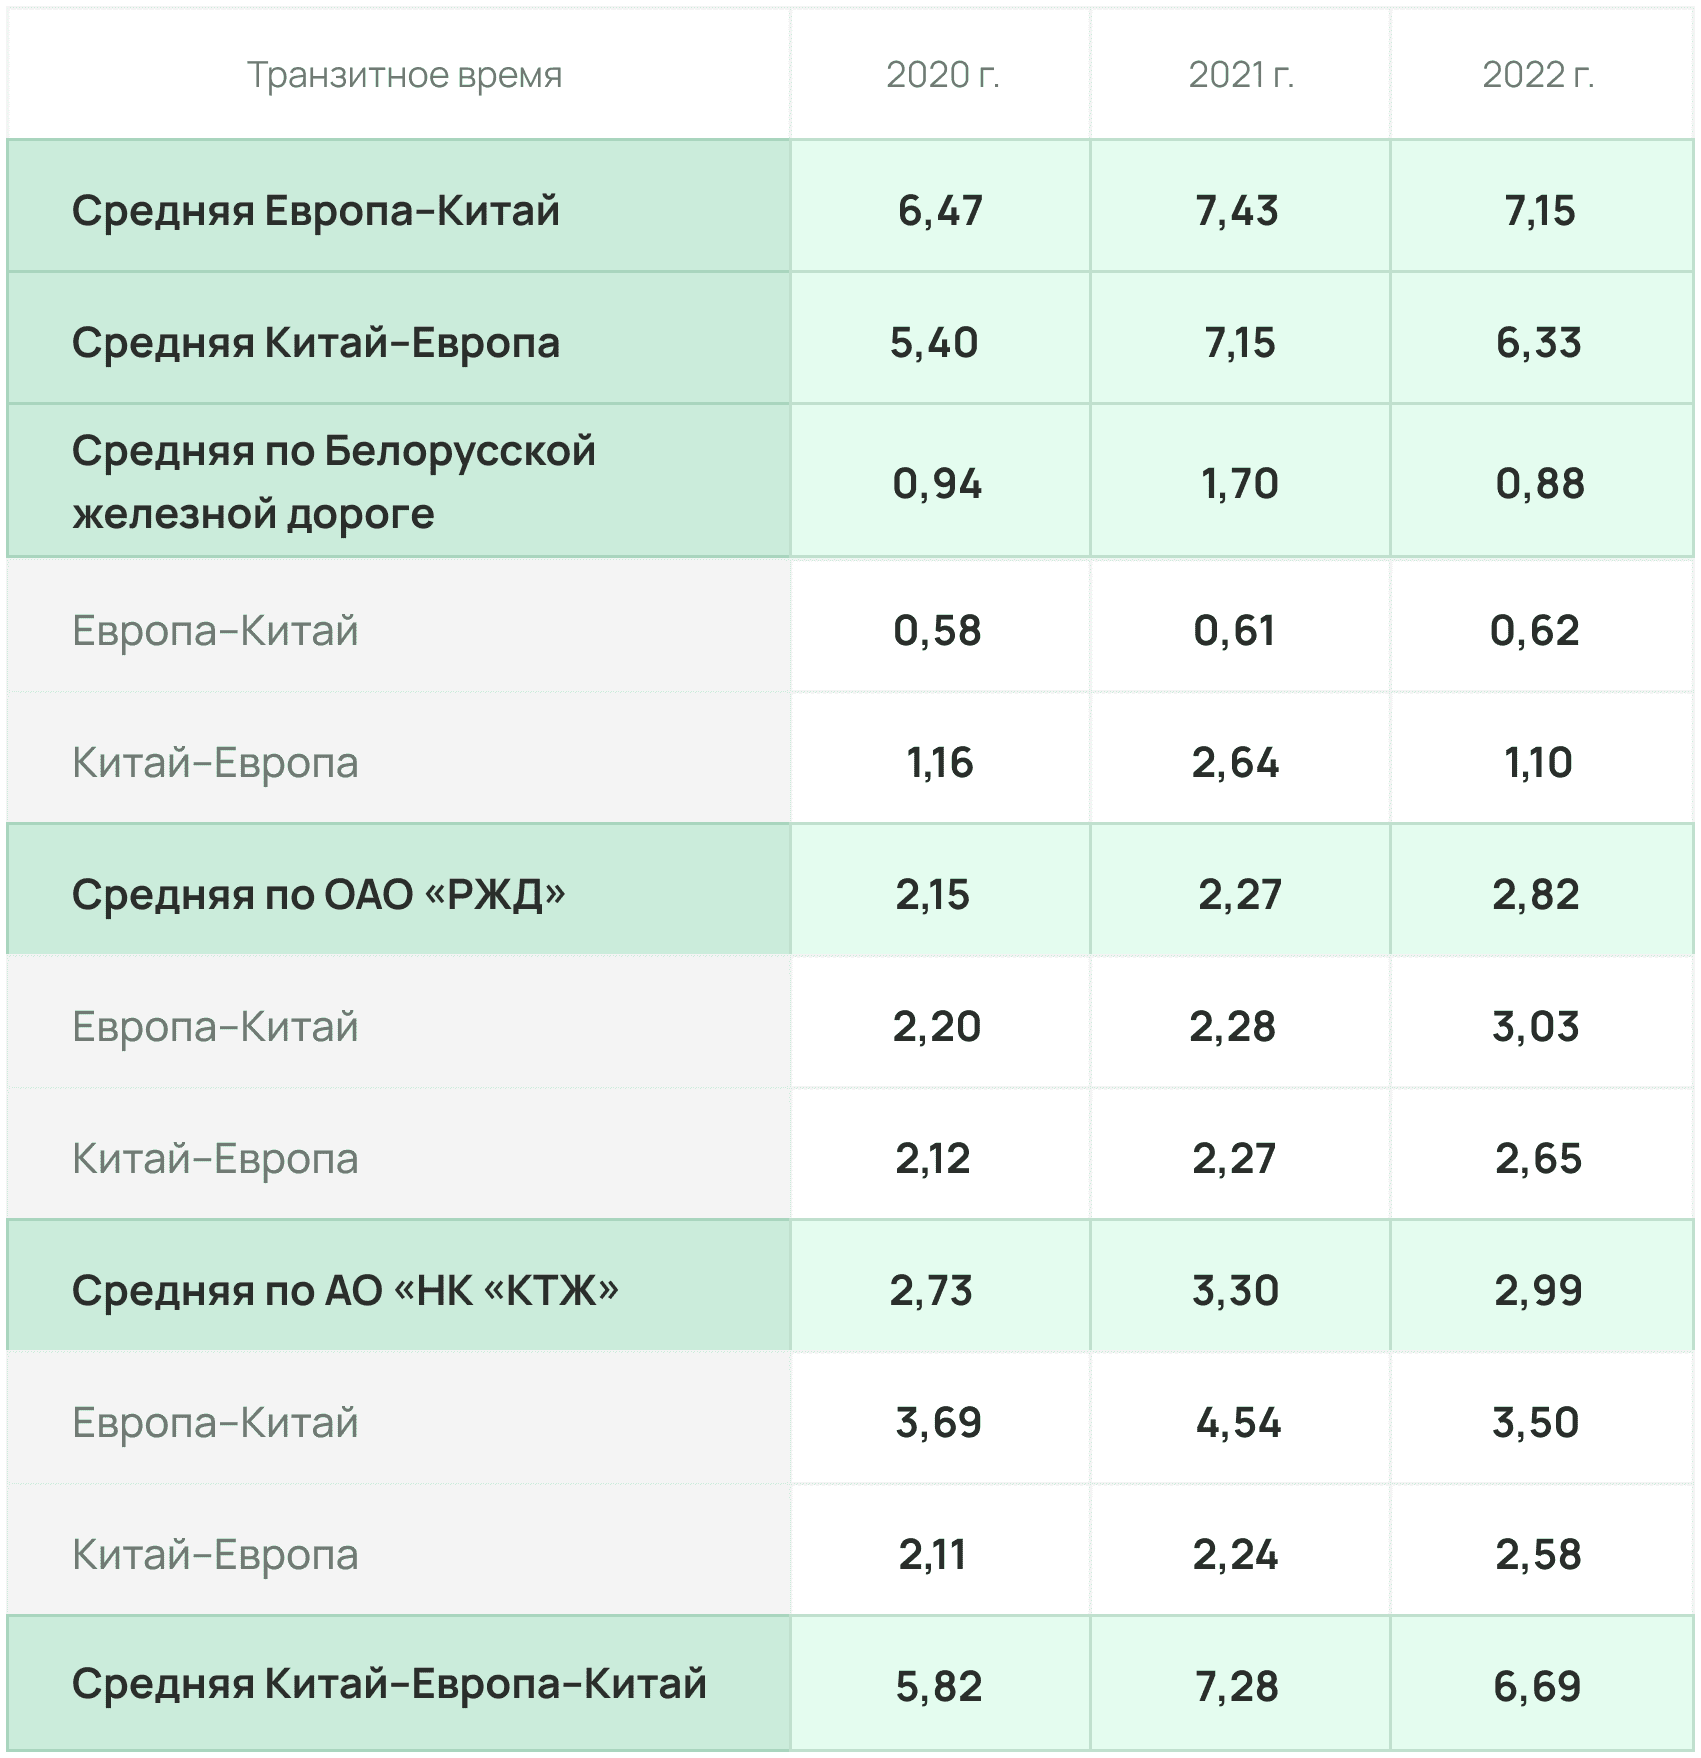 Транзитное время 2020 г. 2021 г. 2022 г.
Средняя Европа–Китай 6,47 7,43 7,15
Средняя Китай–Европа 5,40 7,15 6,33
Средняя по Белорусской
железной дороге 0,94 1,70 0,88
Европа–Китай 0,58 0,61 0,62
Китай–Европа 1,16 2,64 1,10
Средняя по ОАО «РЖД» 2,15 2,27 2,82
Европа–Китай 2,20 2,28 3,03
Китай–Европа 2,12 2,27 2,65
Средняя по АО «НК «КТЖ» 2,73 3,30 2,99
Европа–Китай 3,69 4,54 3,50
Китай–Европа 2,11 2,24 2,58
Средняя Китай–Европа–Китай 5,82 7,28 6,69